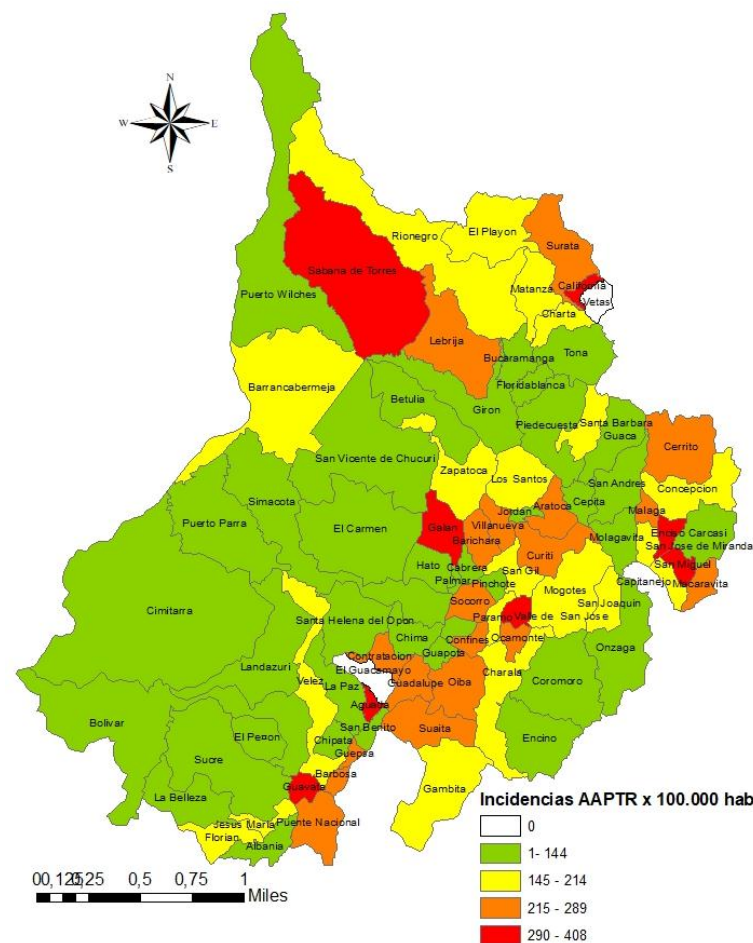 N
W E
S
Rionegro
El Playon
Surata
Sabana de Torres
Puerto Wilches
Matanza
California
Vetas
Charta
Lebrija
Bucaramanga
Tona
Barrancabermeja
Floridablanca
Betulia
Giron
Piedecuesta
Santa Barbara
Guaca
Cerrito
San Vicente de Chucuri
Zapatoca
Los Santos
San Andres
Concepcion
Simacota
Puerto Parra
El Carmen
Galan
Villanueva
Jordan
Aratoca
Cepita
Malaga
Barichara
Molagavita
Enciso
Carcasi
San Jose de Miranda
Curiti
Hato
Cabrera
San Gil
San Miguel
Palmar
Pinchote
Mogotes
Capitanejo
Macaravita
Cimitarra
Socorro
San Joaquin
Santa Helena del Opon
Paramo
Valle de San Jose
Chima
Confines
Ocamonte
Onzaga
Guapota
Contratacion
El Guacamayo
Landazuri
Velez
La Paz
Guadalupe
Oiba
Charala
Coromoro
Aguada
Bolivar
San Benito
Suaita
Encino
El Peñon
Chipata
Sucre
Guepsa
Barbosa
Guavata
Gambita
La Belleza
Jesus Maria
Puente Nacional
Florian
Albania
Incidencias AAPTR x 100.000 hab
0
1- 144
145 - 214
215 - 289
290 - 408
00,1250,25 0,5 0,75 1
Miles